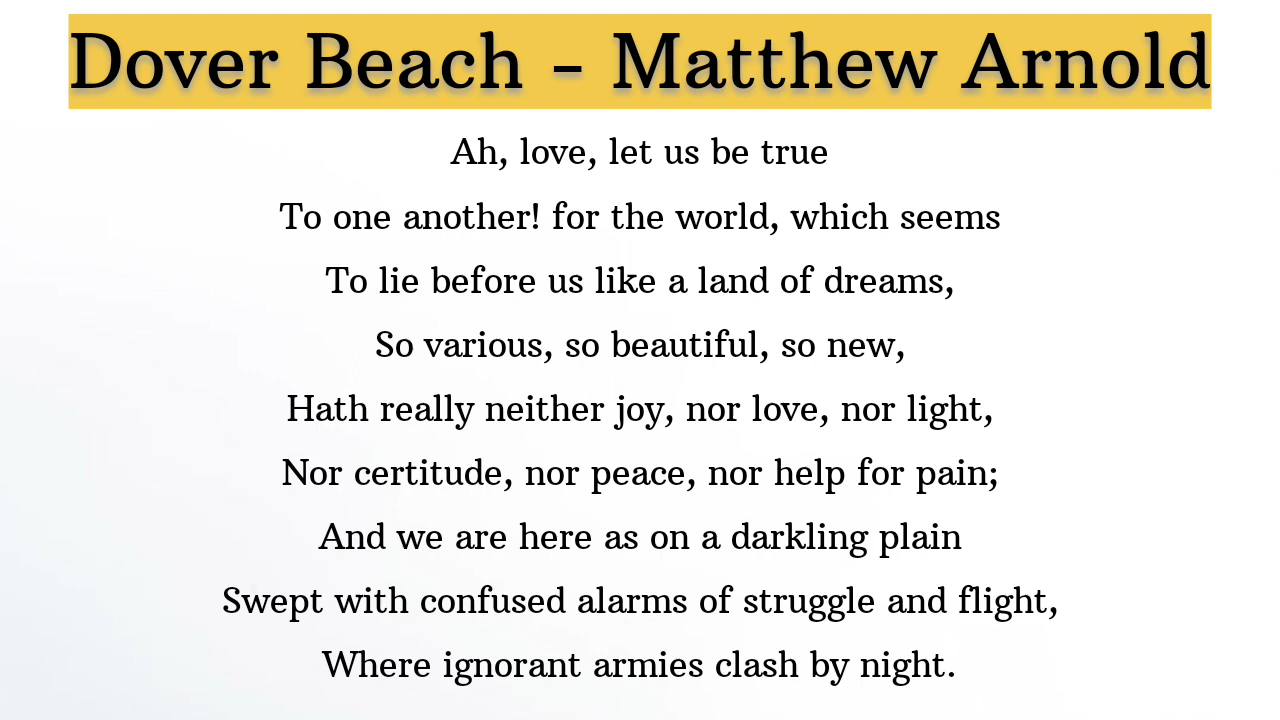 Dover Beach - Matthew Arnold
Ah, love, let us be true
To one another! for the world, which seems
To lie before us like a land of dreams,
So various, so beautiful, so new,
Hath really neither joy, nor love, nor light,
Nor certitude, nor peace, nor help for pain;
And we are here as on a darkling plain
Swept with confused alarms of struggle and flight,
Where ignorant armies clash by night.